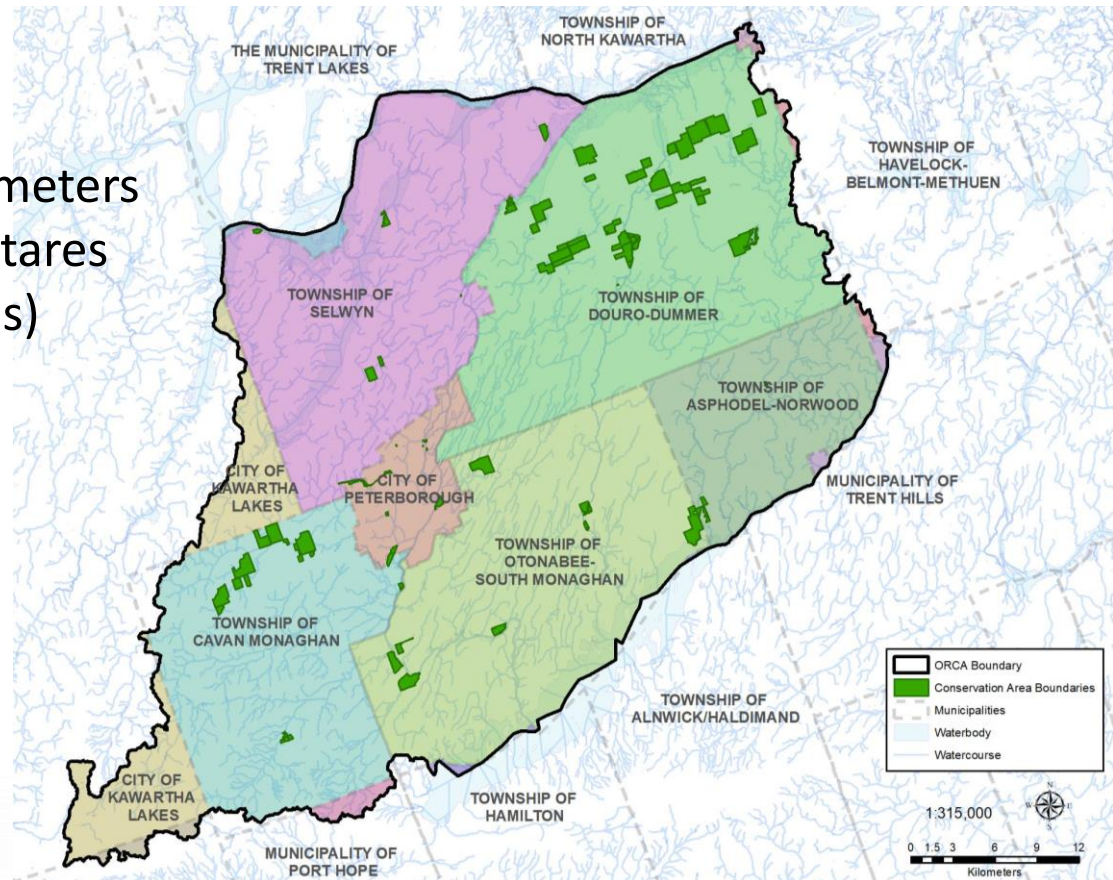 TOWNSHIP OF
NORTH KAWARTHA
THE MUNICIPALITY OF
TRENT LAKES
TOWNSHIP OF
HAVELOCK-
BELMONT-METHUEN
meters
tares
s)
TOWNSHIP OF
SELWYN
TOWNSHIP OF
DOURO-DUMMER
TOWNSHIP OF
ASPHODEL-NORWOOD
CITY OF
KAWARTHA
LAKES
CITY OF
PETERBOROUGH
MUNICIPALITY OF
TRENT HILLS
TOWNSHIP OF
OTONABEE-
SOUTH MONAGHAN
TOWNSHIP OF
CAVAN MONAGHAN
TOWNSHIP OF
ALNWICK/HALDIMAND
CITY OF
KAWARTHA
LAKES
TOWNSHIP OF
HAMILTON
MUNICIPALITY OF
PORT HOPE
ORCA Boundary
Conservation Area Boundaries
Municipalities
Waterbody
Watercourse
1:315,000
N
W E
S
0 1.5 3 6 9 12
Kilometers